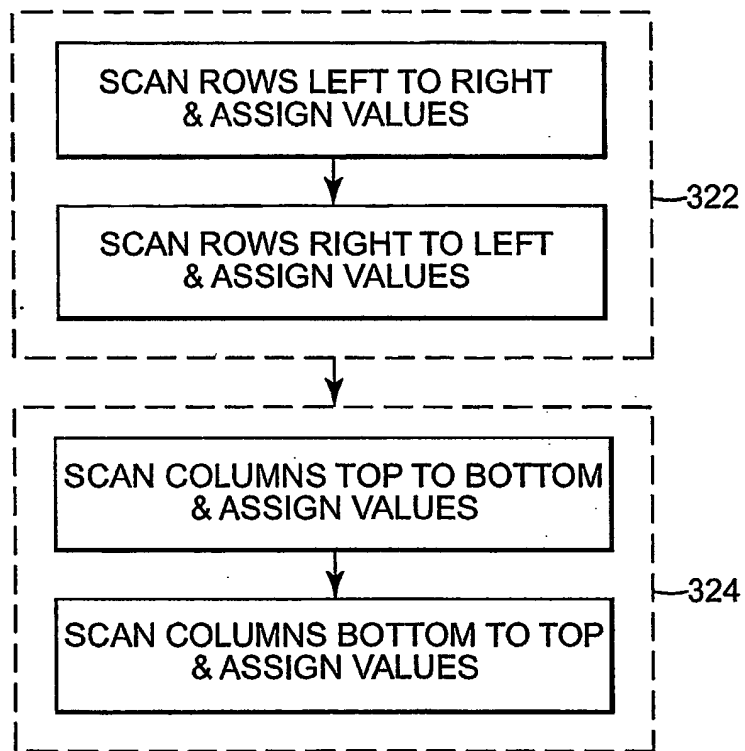 SCAN ROWS LEFT TO RIGHT
& ASSIGN VALUES
322
SCAN ROWS RIGHT TO LEFT
& ASSIGN VALUES
SCAN COLUMNS TOP TO BOTTOM
& ASSIGN VALUES
324
SCAN COLUMNS BOTTOM TO TOP
& ASSIGN VALUES